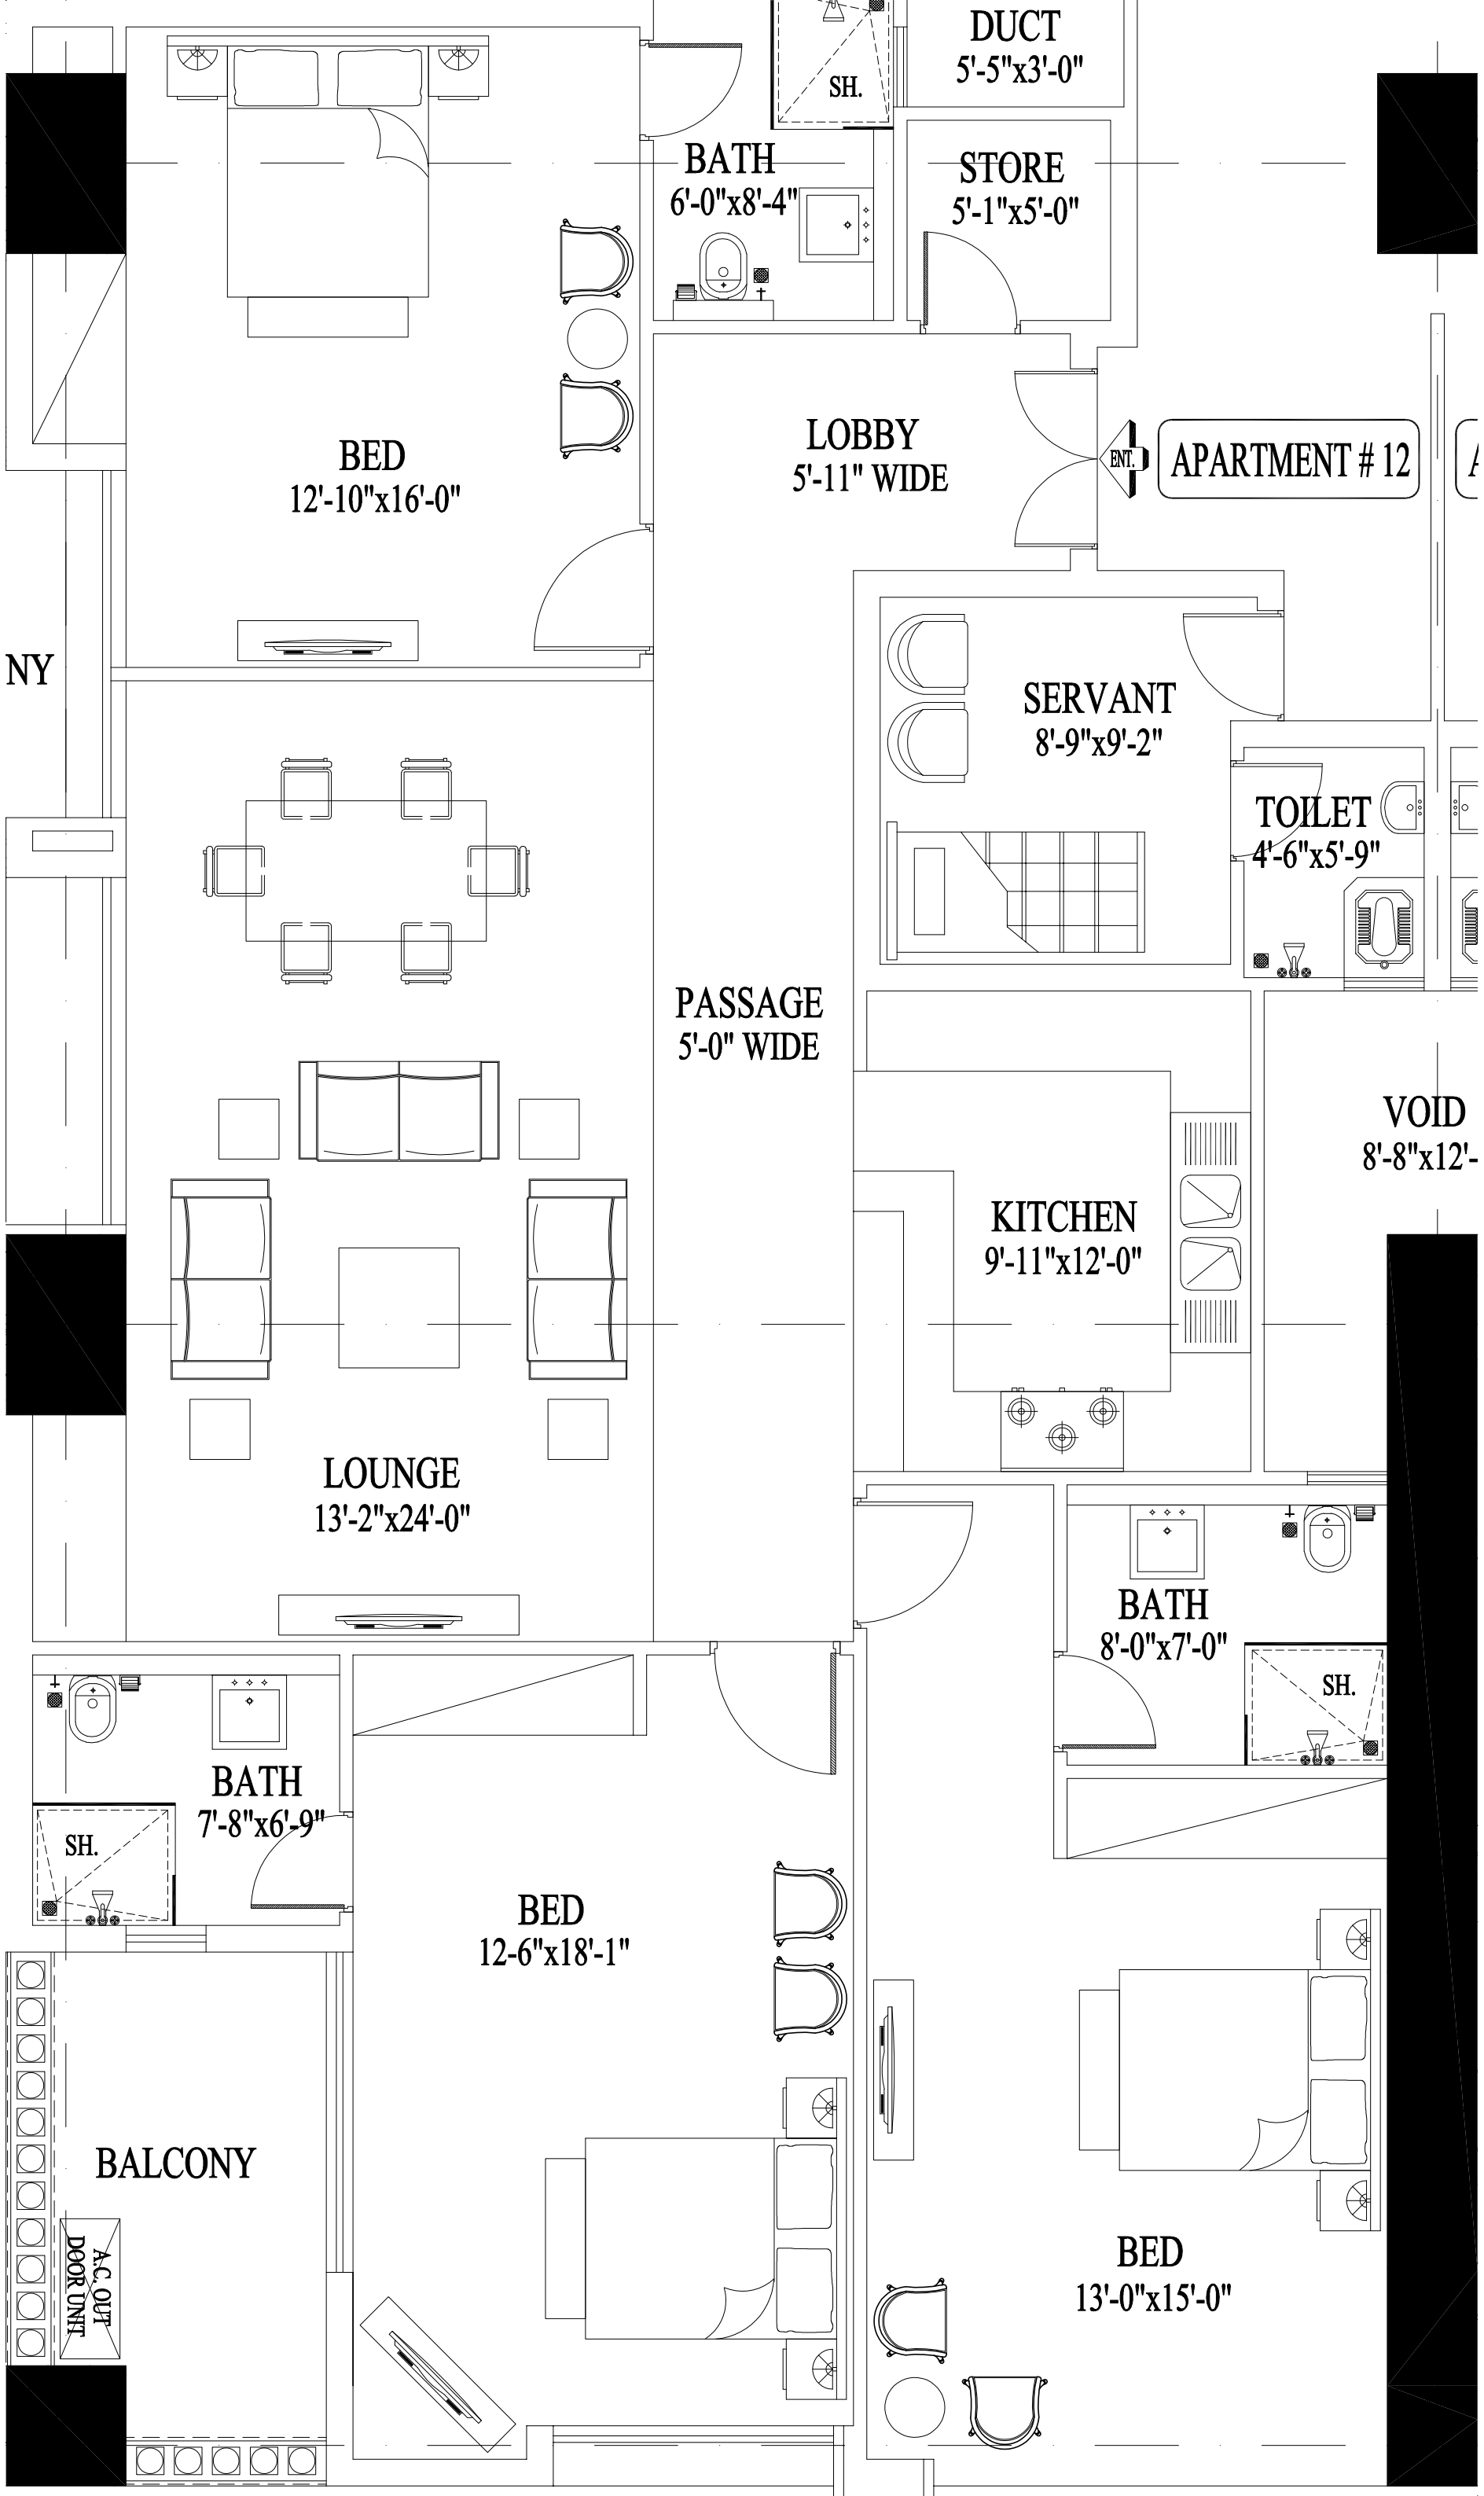 DUCT
5'-5"x3'-0"
SH.
BATH
6'-0"x8'-4"
STORE
5'-1"x5'-0"
LOBBY
5'-11" WIDE
ENT.
APARTMENT # 12
BED
12'-10"x16'-0"
NY
SERVANT
8'-9"x9'-2"
TOILET
4'-6"x5'-9"
PASSAGE
5'-0" WIDE
VOID
8'-8"x12'-
KITCHEN
9'-11"x12'-0"
LOUNGE
13'-2"x24'-0"
BATH
8'-0"x7'-0"
SH.
BATH
7'-8"x6'-9"
SH.
BED
12-6"x18'-1"
BALCONY
A.C. OUT
DOOR UNIT
BED
13'-0"x15'-0"